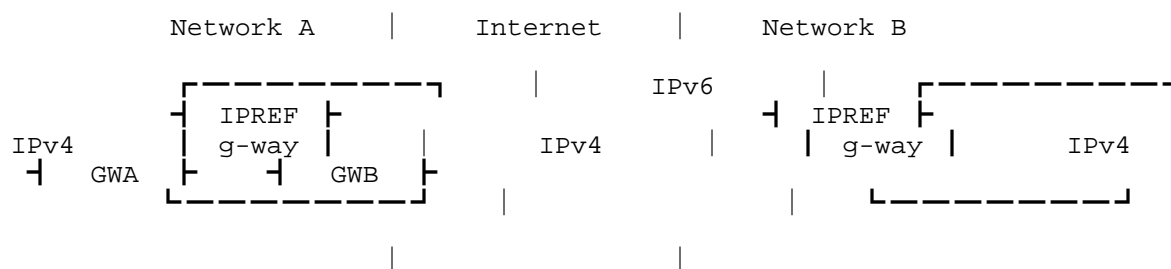 Network A Internet Network B
IPv6
IPREF IPREF
IPv4 g-way IPv4 g-way IPv4
GWA GWB